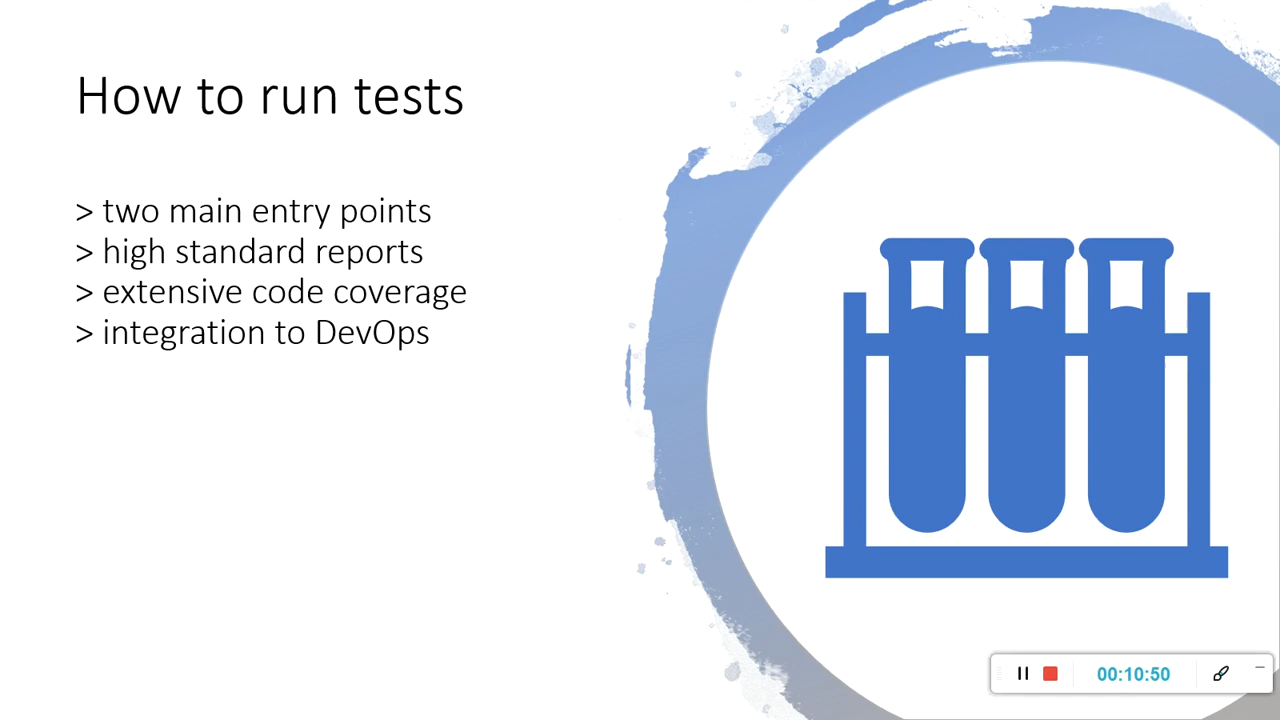 How to run tests
> two main entry points
> high standard reports
> extensive code coverage
> integration to DevOps
00:10:50